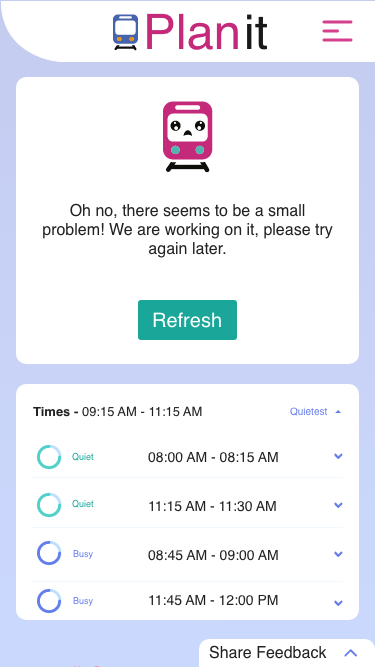 Planit
Oh no, there seems to be a small
problem! We are working on it, please try
again later.
Refresh
Times - 09:15 AM - 11:15 AM Quietest
Quiet 08:00 AM - 08:15 AM
Quiet 11:15 AM - 11:30 AM
Busy 08:45 AM - 09:00 AM
Busy 11:45 AM - 12:00 PM
Share Feedback